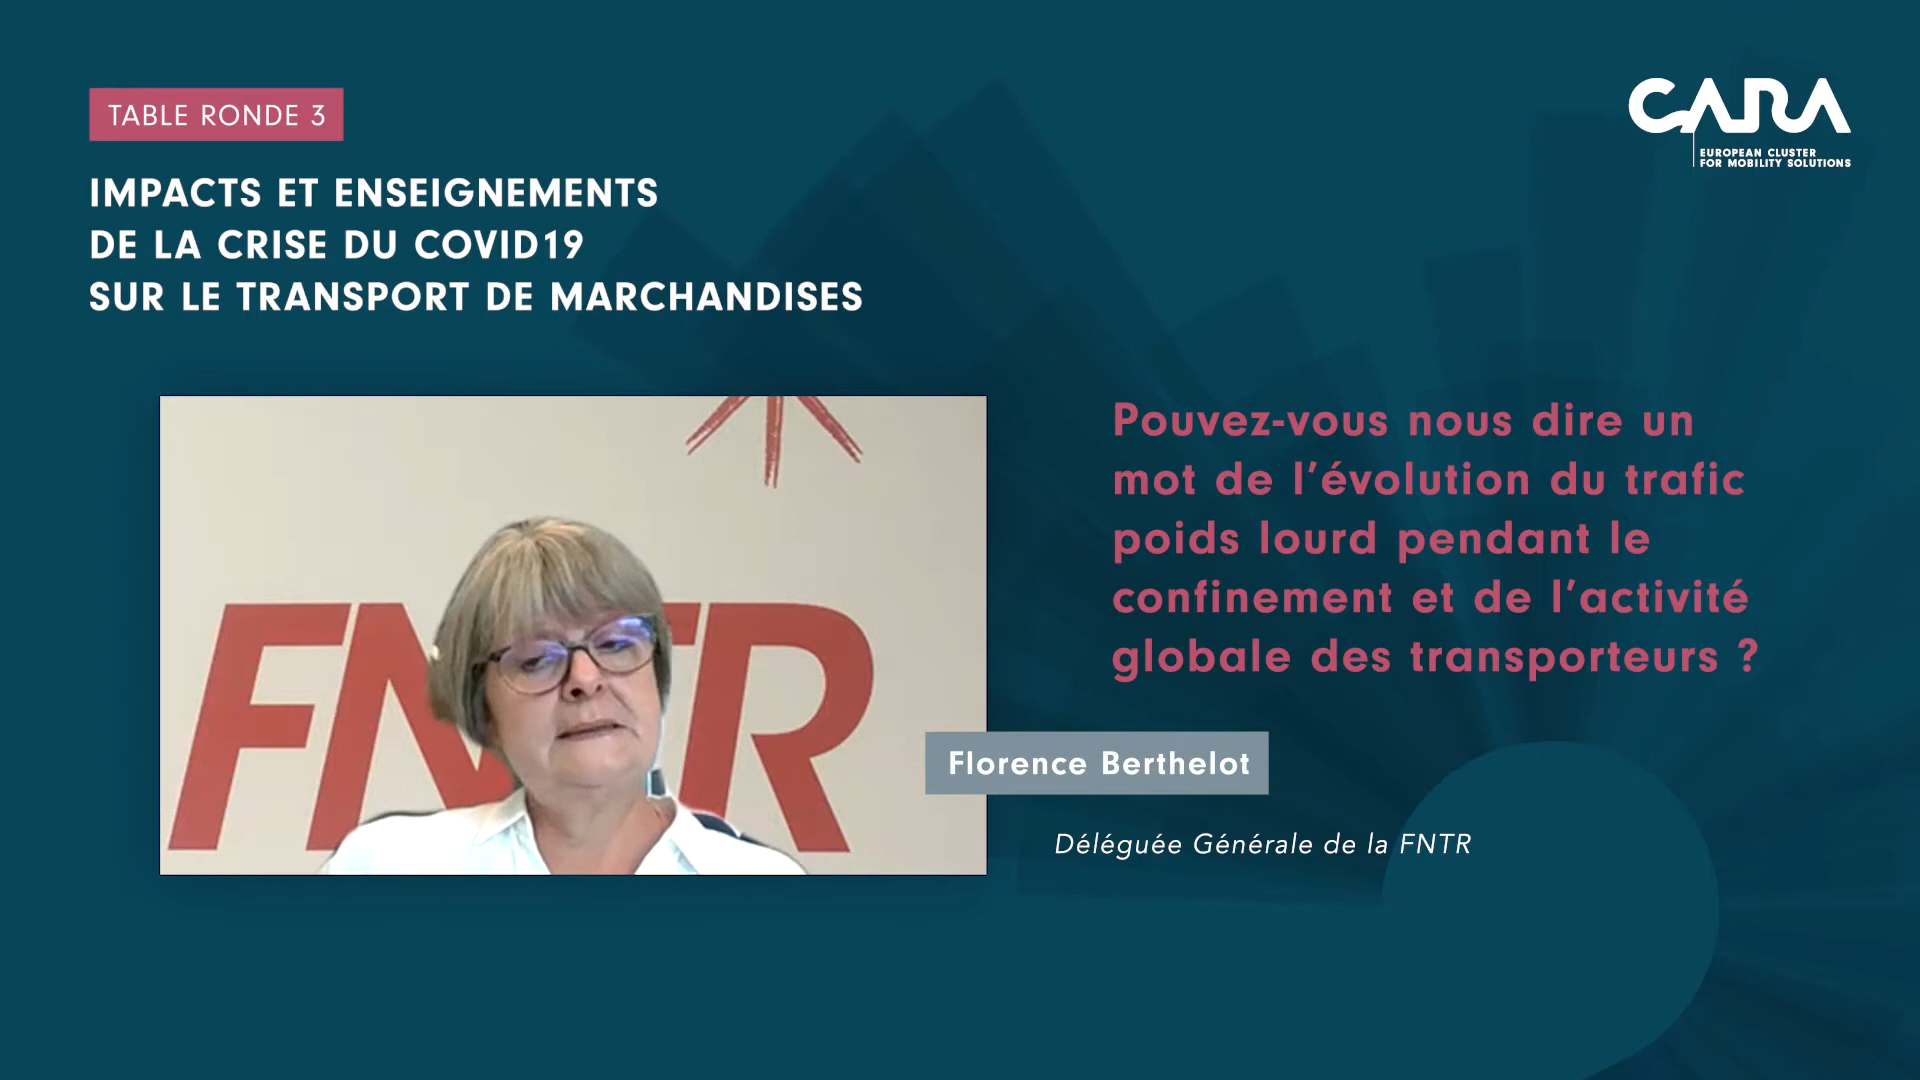 TABLE RONDE 3
IMPACTS ET ENSEIGNEMENTS
DE LA CRISE DU COVID19
SUR LE TRANSPORT DE MARCHANDISES
CARA
EUROPEAN CLUSTER
FOR MOBILITY SOLUTIONS
FNTR
Pouvez-vous nous dire un
mot de l’évolution du trafic
poids lourd pendant le
confinement et de l’activité
globale des transporteurs ?
Florence Berthelot
Déléguée Générale de la FNTR